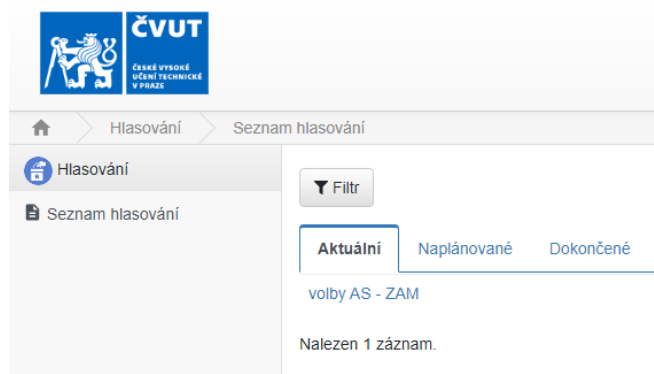 ČVUT
ČESKÉ VYSOKÉ
UČENÍ TECHNICKÉ
V PRAZE
Hlasování
Seznam hlasování
Hlasování
Seznam hlasování
Filtr
Aktuální
Naplánované
Dokončené
volby AS - ZAM
Nalezen 1 záznam.